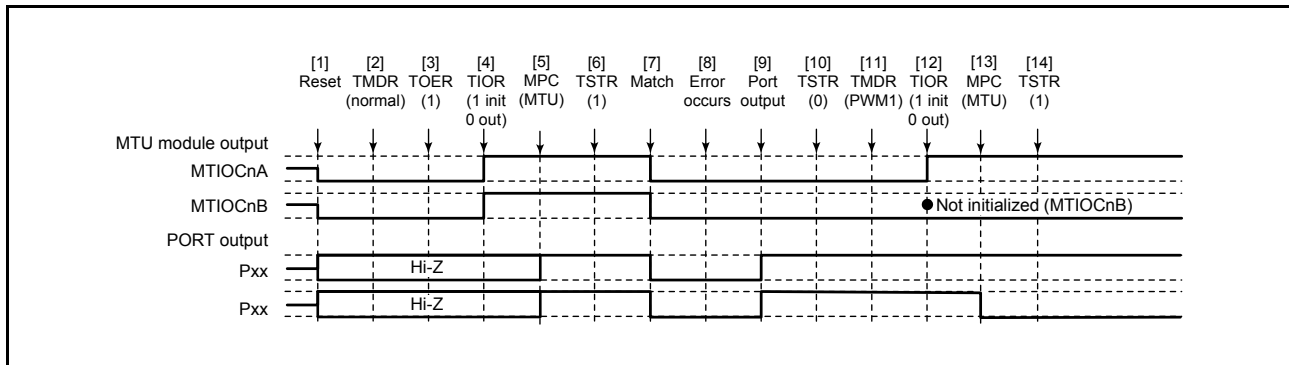 [1] [2] [3] [4] [5] [6] [7] [8] [9] [10] [11] [12] [13] [14]
Reset TMDR TOER TIOR MPC TSTR Match Error Port TSTR TMDR TIOR MPC TSTR
(normal) (1) (1 init (MTU) (1) occurs output (0) (PWM1) (1 init (MTU) (1)
0 out) 0 out)
MTU module output
MTIOCnA
MTIOCnB
Not initialized (MTIOCnB)
PORT output
Pxx
Hi-Z
Pxx
Hi-Z